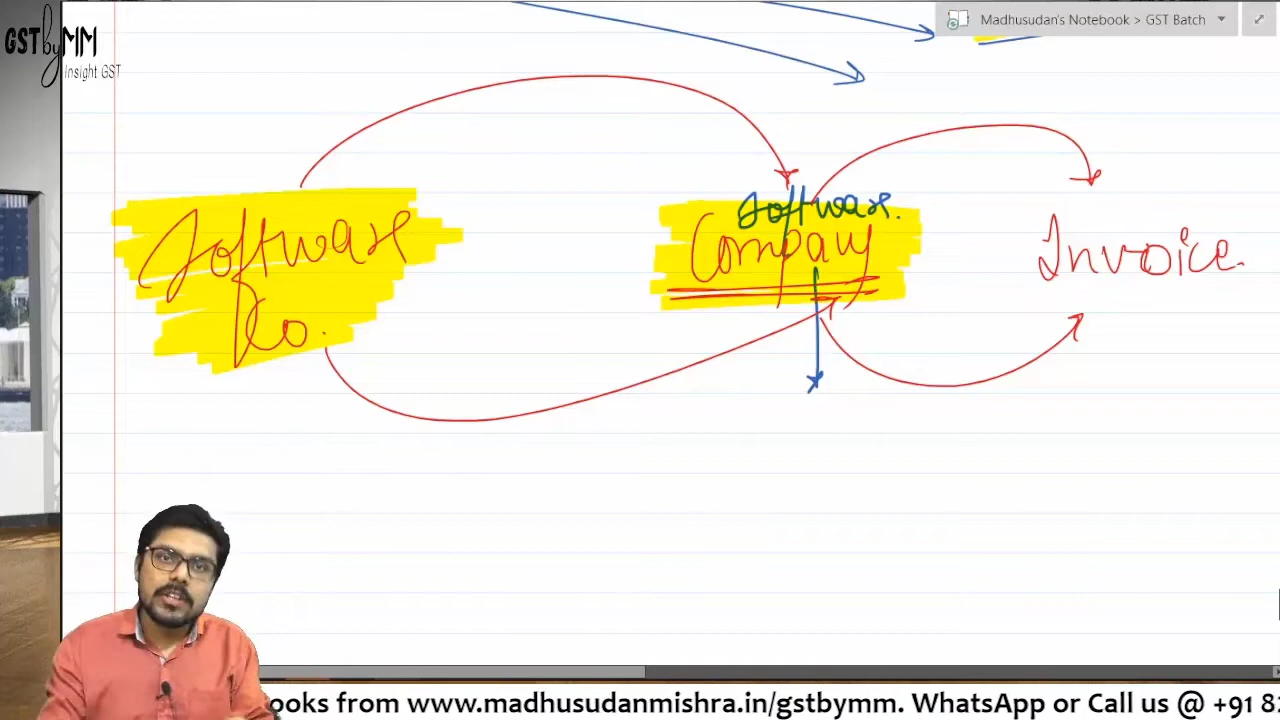 GST by MM
Insight GST
Madhusudan's Notebook > GST Batch
Software
Co.
Software.
Company
Invoice.
ooks from www.madhusudanmishra.in/gstbymm. WhatsApp or Call us @ +91 82